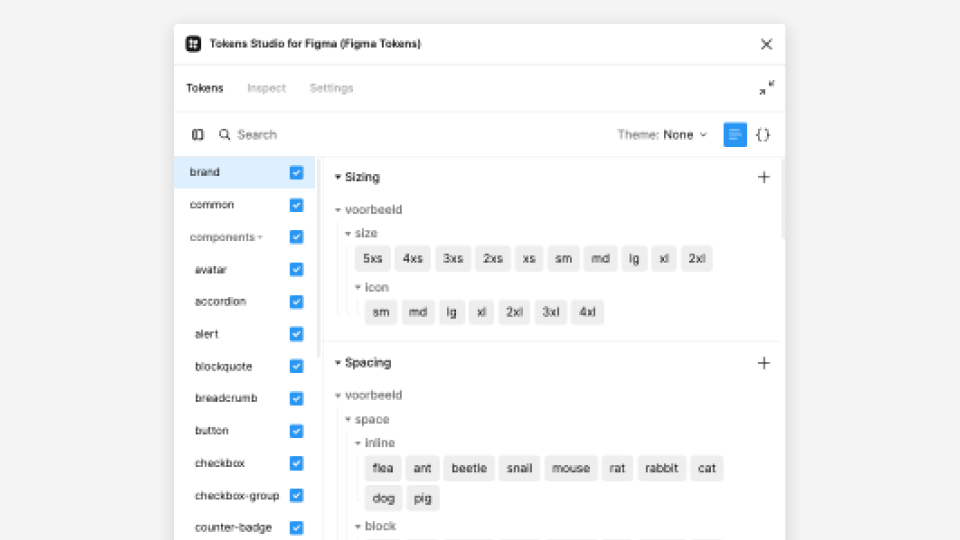 Tokens Studio for Figma (Figma Tokens)
Tokens Inspect Settings
Search
Theme: None
brand
common
components
avatar
accordion
alert
blockquote
breadcrumb
button
checkbox
checkbox-group
counter-badge
Sizing
voorbeeld
size
5xs 4xs 3xs 2xs xs sm md lg xl 2xl
icon
sm md lg xl 2xl 3xl 4xl
Spacing
voorbeeld
space
inline
flea ant beetle snail mouse rat rabbit cat
dog pig
block